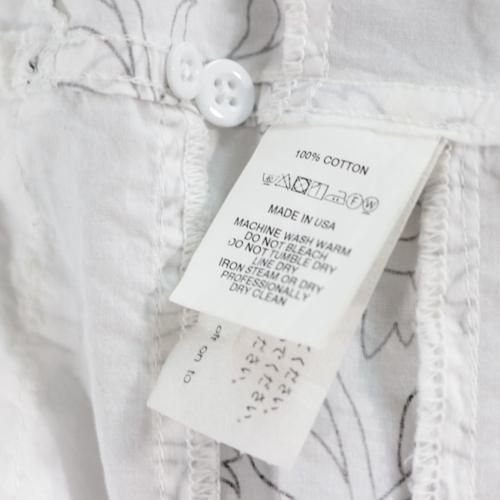 100% COTTON
F W
MADE IN USA
MACHINE WASH WARM
DO NOT BLEACH
DO NOT TUMBLE DRY
LINE DRY
IRON STEAM OR DRY
PROFESSIONALLY
DRY CLEAN